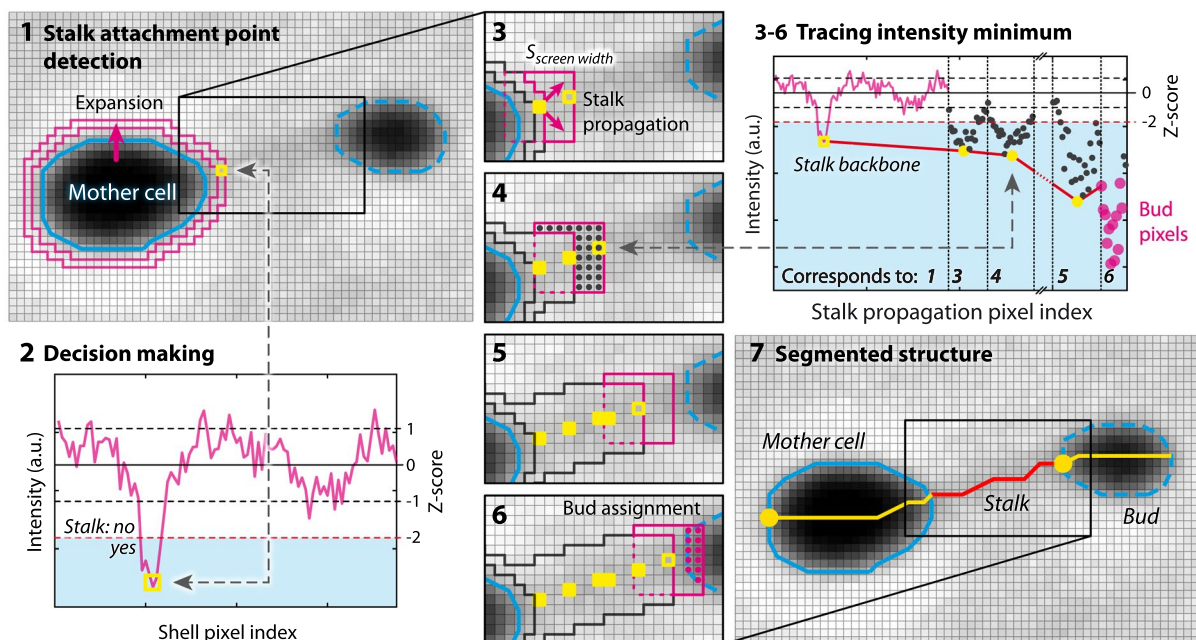 1 Stalk attachment point
detection
Expansion
Mother cell
2 Decision making
Intensity (a.u.)
1
0
-1
-2
Z-score
Stalk: no
yes
Shell pixel index
3
Sscreen width
Stalk
propagation
4
5
6
Bud assignment
3-6 Tracing intensity minimum
Intensity (a.u.)
0
-2
Z-score
Stalk backbone
Bud
pixels
Corresponds to: 1 3 4 5 6
Stalk propagation pixel index
7 Segmented structure
Mother cell
Stalk
Bud